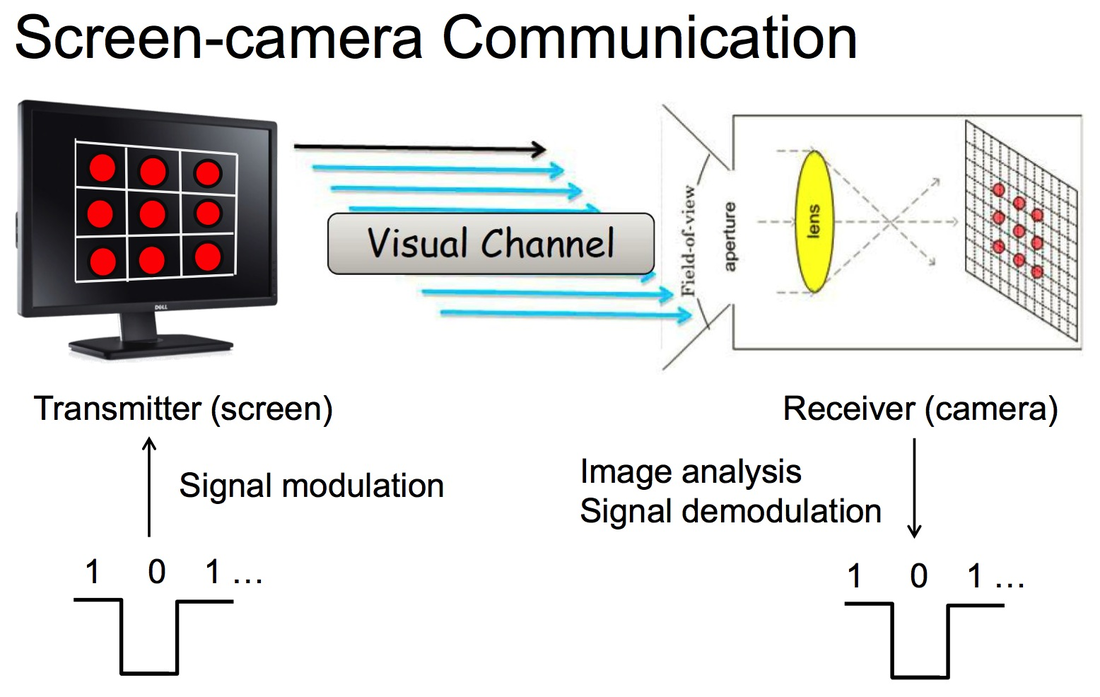 Screen-camera Communication
DELL
Visual Channel
Field-of-view
aperture
lens
Transmitter (screen)
Receiver (camera)
Signal modulation
Image analysis
Signal demodulation
1 0 1 ...
1 0 1 ...